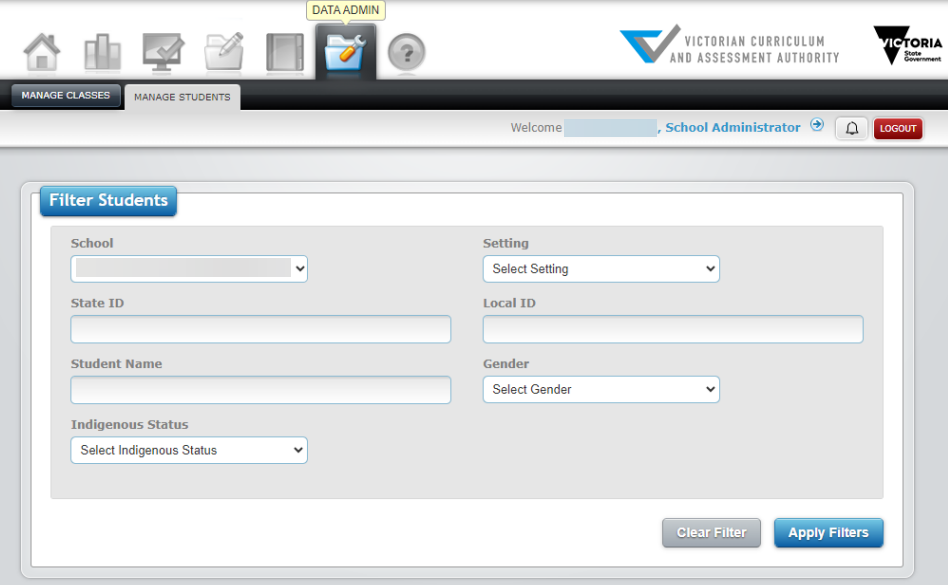 DATA ADMIN
VICTORIAN CURRICULUM
AND ASSESSMENT AUTHORITY
VICTORIA
State
Government
MANAGE CLASSES
MANAGE STUDENTS
Welcome , School Administrator
LOGOUT
Filter Students
School
Setting
Select Setting
State ID
Local ID
Student Name
Gender
Select Gender
Indigenous Status
Select Indigenous Status
Clear Filter
Apply Filters